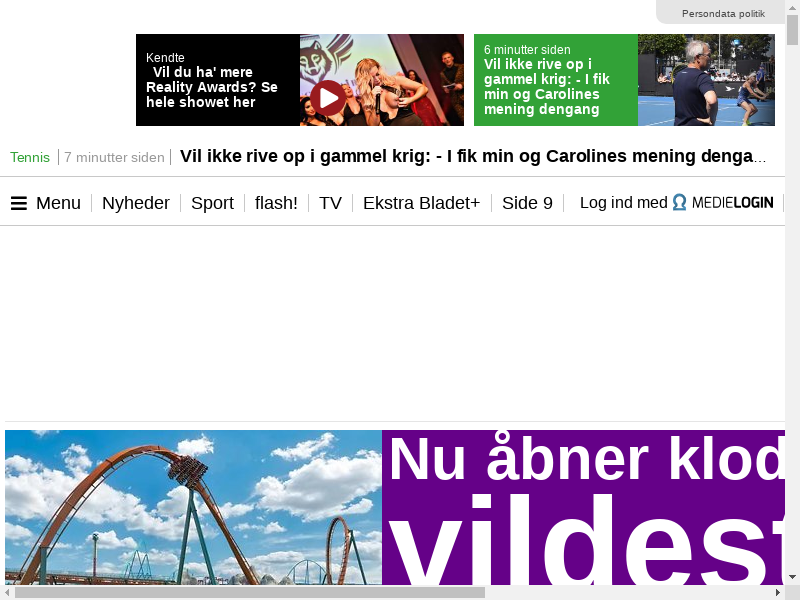 Persondata politik
Kendte
Vil du ha' mere
Reality Awards? Se
hele showet her
6 minutter siden
Vil ikke rive op i
gammel krig: - I fik
min og Carolines
mening dengang
Tennis 7 minutter siden Vil ikke rive op i gammel krig: - I fik min og Carolines mening denga...
Menu Nyheder Sport flash! TV Ekstra Bladet+ Side 9 Log ind med MEDIELOGIN
Nu åbner klod
vildest